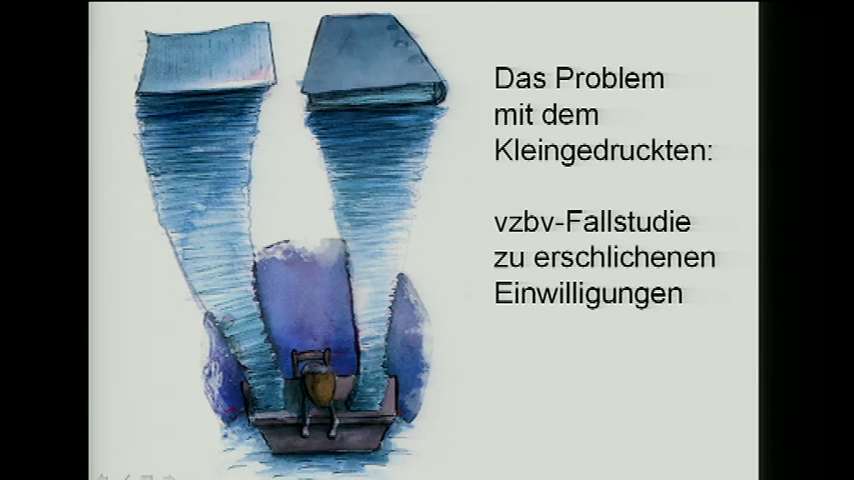 Das Problem
mit dem
Kleingedruckten:
vzbv-Fallstudie
zu erschlichenen
Einwilligungen